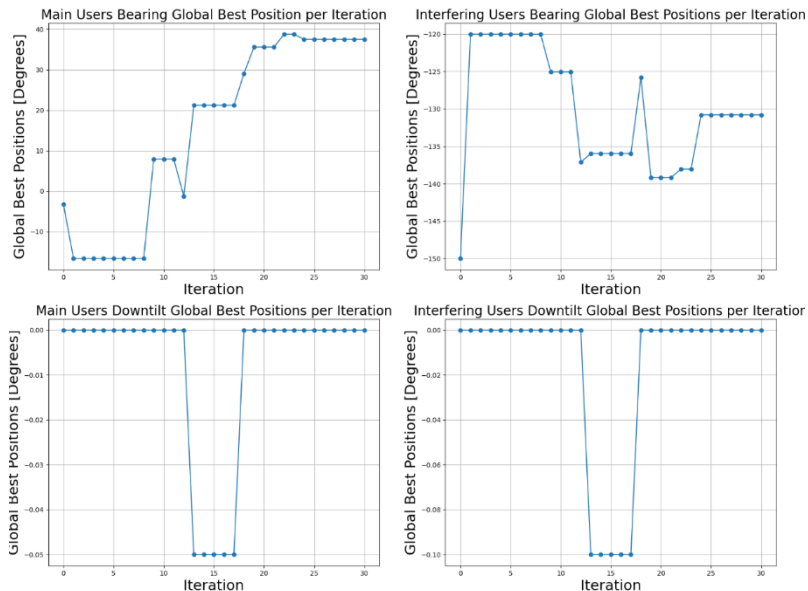 Main Users Bearing Global Best Position per Iteration
Global Best Positions [Degrees]
40
30
20
10
0
−10
0 5 10 15 20 25 30
Iteration
Interfering Users Bearing Global Best Positions per Iteration
Global Best Positions [Degrees]
−120
−125
−130
−135
−140
−145
−150
0 5 10 15 20 25 30
Iteration
Main Users Downtilt Global Best Positions per Iteration
Global Best Positions [Degrees]
0.00
−0.01
−0.02
−0.03
−0.04
−0.05
0 5 10 15 20 25 30
Iteration
Interfering Users Downtilt Global Best Positions per Iteration
Global Best Positions [Degrees]
0.00
−0.02
−0.04
−0.06
−0.08
−0.10
0 5 10 15 20 25 30
Iteration